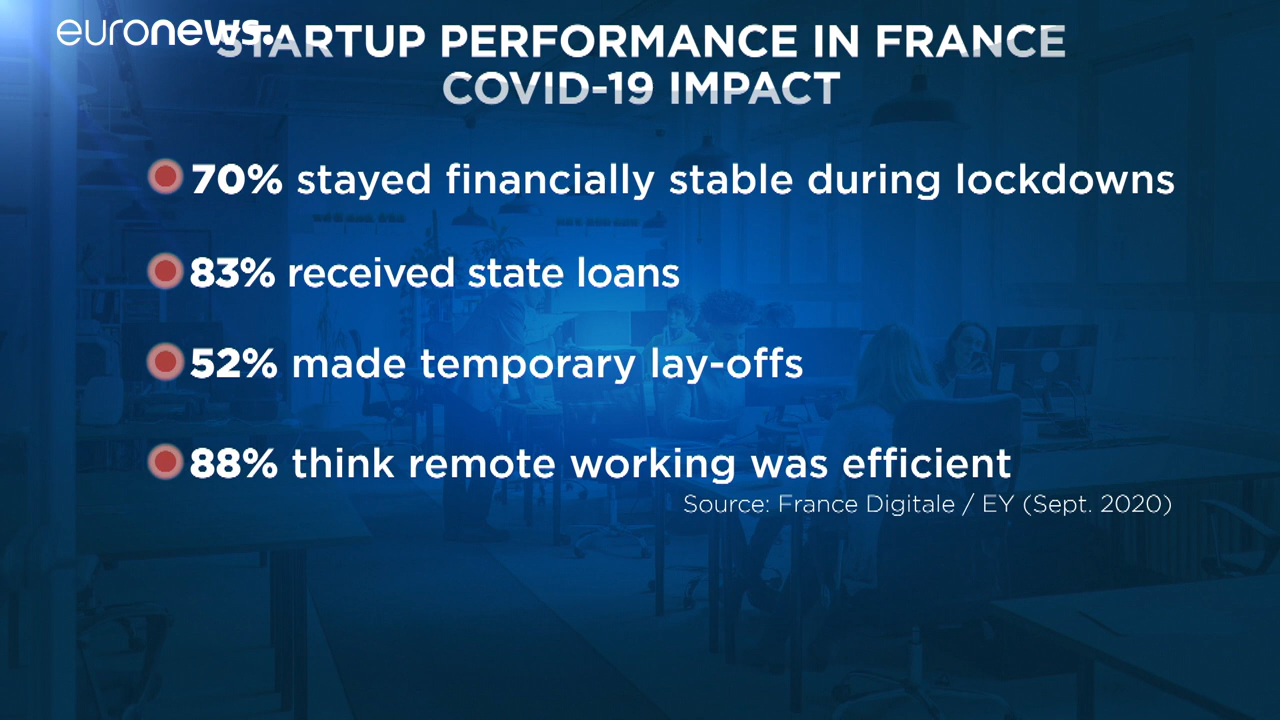 euronews.
STARTUP PERFORMANCE IN FRANCE
COVID-19 IMPACT
70% stayed financially stable during lockdowns
83% received state loans
52% made temporary lay-offs
88% think remote working was efficient
Source: France Digitale / EY (Sept. 2020)